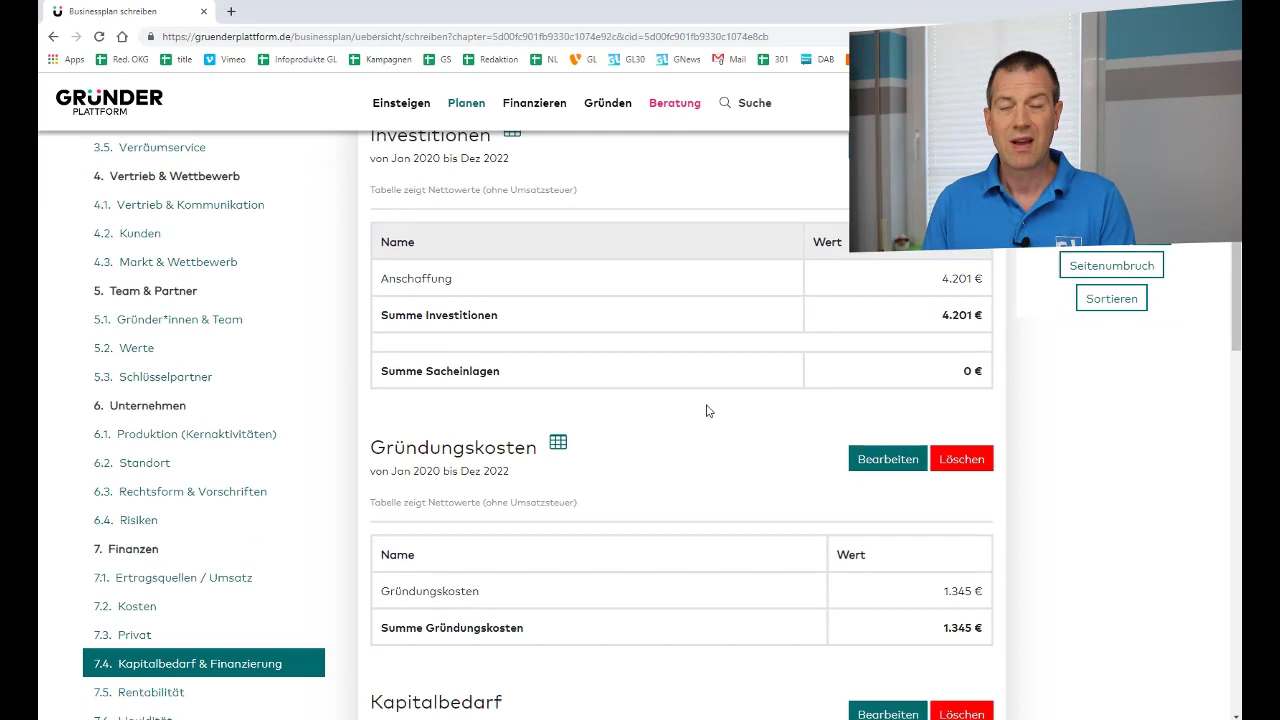 Businessplan schreiben
https://gruenderplattform.de/businessplan/uebersicht/schreiben?chapter=5d00fc901fb9330c1074e92c&cid=5d00fc901fb9330c1074e8cb
Apps Red. OKG title Vimeo Infoprodukte GL Kampagnen GS Redaktion NL GL GL30 GNews Mail 301 DAB
GRÜNDER
PLATTFORM
Einsteigen Planen Finanzieren Gründen Beratung Suche
3.5. Verräumservice
4. Vertrieb & Wettbewerb
4.1. Vertrieb & Kommunikation
4.2. Kunden
4.3. Markt & Wettbewerb
5. Team & Partner
5.1. Gründer*innen & Team
5.2. Werte
5.3. Schlüsselpartner
6. Unternehmen
6.1. Produktion (Kernaktivitäten)
6.2. Standort
6.3. Rechtsform & Vorschriften
6.4. Risiken
7. Finanzen
7.1. Ertragsquellen / Umsatz
7.2. Kosten
7.3. Privat
7.4. Kapitalbedarf & Finanzierung
7.5. Rentabilität
Investitionen
von Jan 2020 bis Dez 2022
Tabelle zeigt Nettowerte (ohne Umsatzsteuer)
Name Wert
Anschaffung 4.201 €
Summe Investitionen 4.201 €
Summe Sacheinlagen 0 €
Gründungskosten
Bearbeiten Löschen
von Jan 2020 bis Dez 2022
Tabelle zeigt Nettowerte (ohne Umsatzsteuer)
Name Wert
Gründungskosten 1.345 €
Summe Gründungskosten 1.345 €
Kapitalbedarf
Bearbeiten Löschen
Seitenumbruch
Sortieren